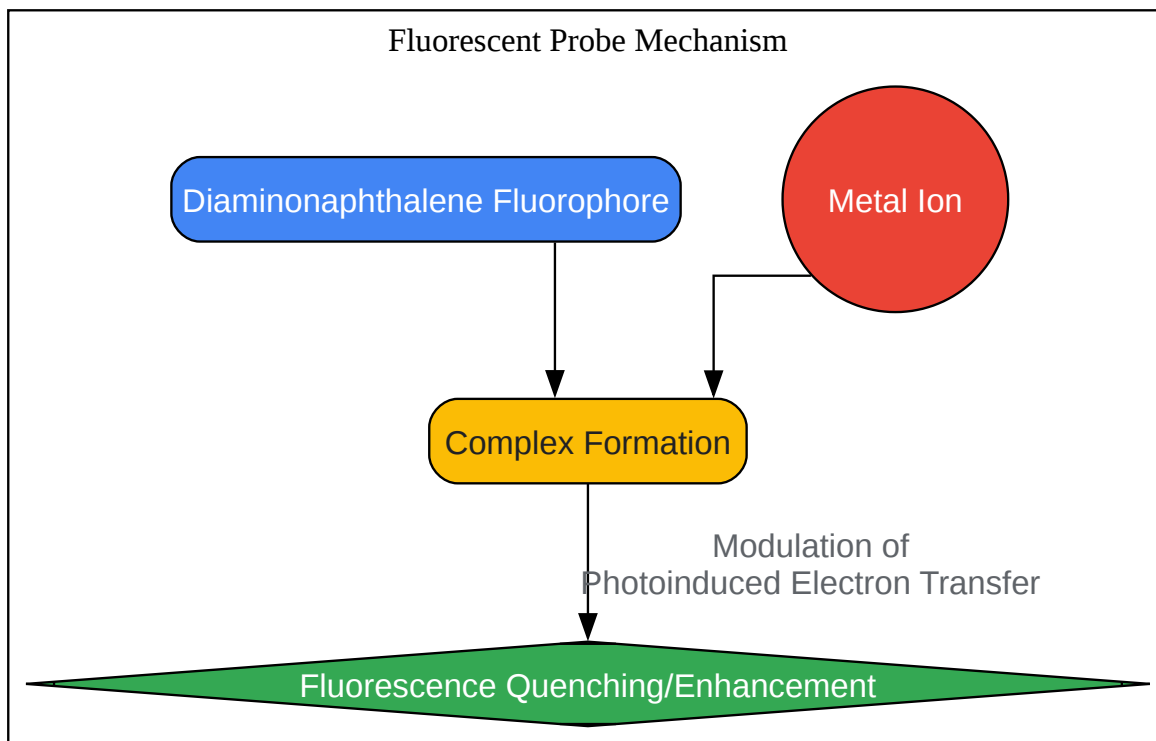 Fluorescent Probe Mechanism
Diaminonaphthalene Fluorophore
Metal Ion
Complex Formation
Modulation of
Photoinduced Electron Transfer
Fluorescence Quenching/Enhancement